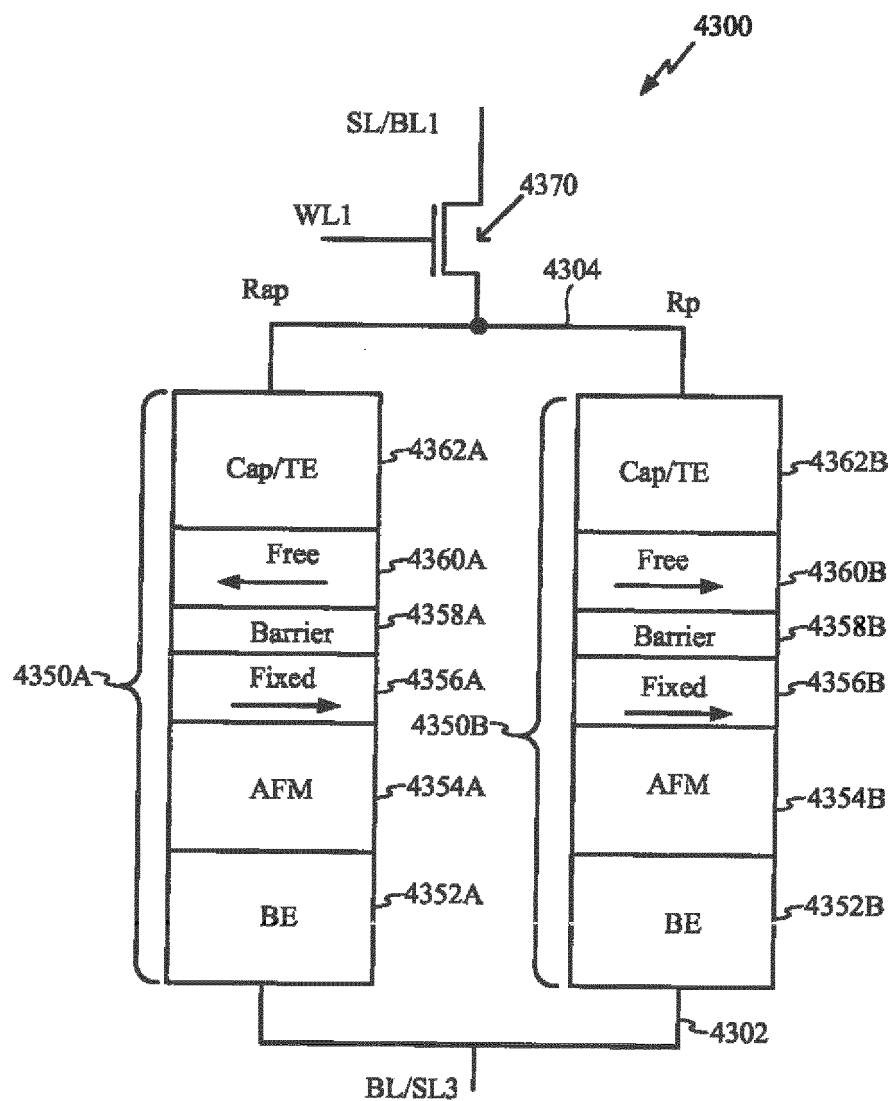 4300
SL/BL1
4370
WL1
4304
Rap
Rp
Cap/TE
4362A
Cap/TE
4362B
Free
4360A
Free
4360B
Barrier
4358A
Barrier
4358B
4350A
Fixed
4356A
4350B
Fixed
4356B
AFM
4354A
AFM
4354B
BE
4352A
BE
4352B
4302
BL/SL3